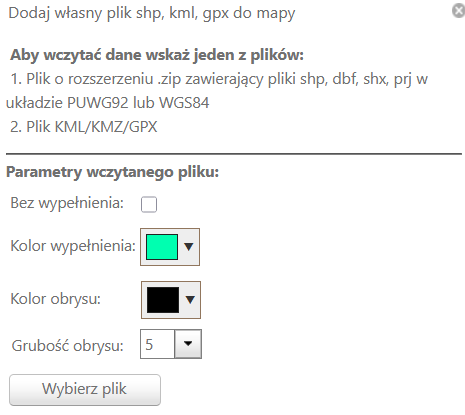 Dodaj własny plik shp, kml, gpx do mapy
Aby wczytać dane wskaż jeden z plików:
1. Plik o rozszerzeniu .zip zawierający pliki shp, dbf, shx, prj w
układzie PUWG92 lub WGS84
2. Plik KML/KMZ/GPX
Parametry wczytanego pliku:
Bez wypełnienia:
Kolor wypełnienia:
Kolor obrysu:
Grubość obrysu: 5
Wybierz plik